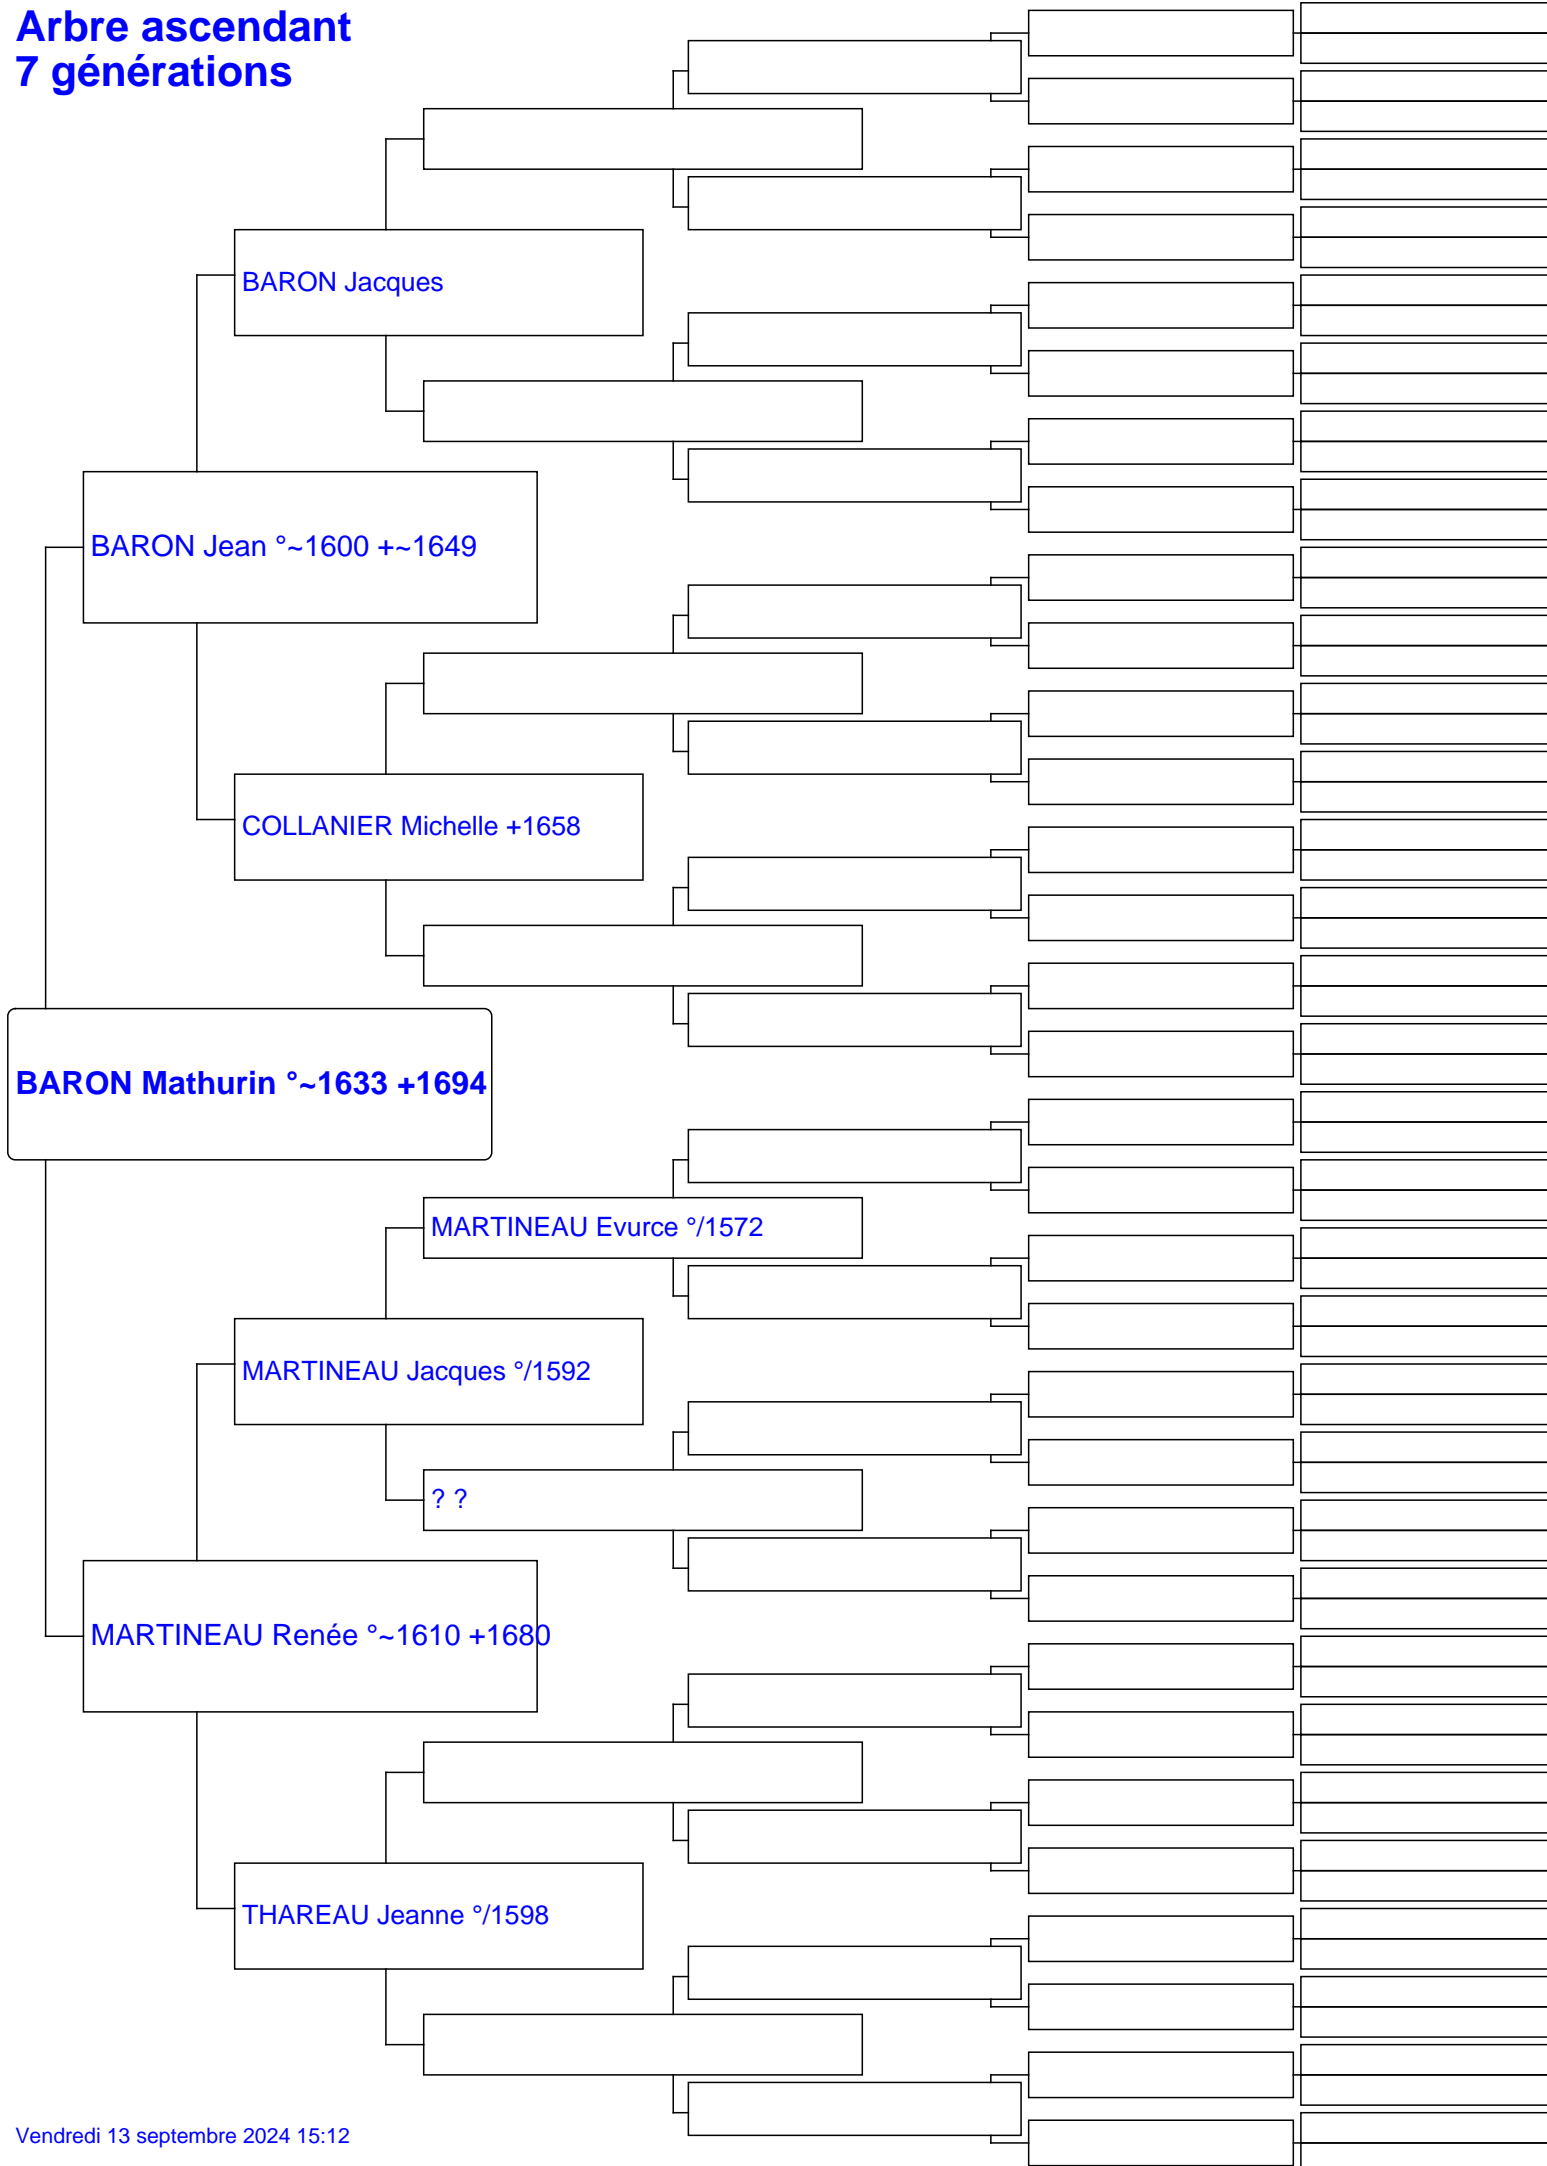 Arbre ascendant
7 générations
BARON Jacques
BARON Jean °~1600 +~1649
COLLANIER Michelle +1658
BARON Mathurin °~1633 +1694
MARTINEAU Evurce °/1572
MARTINEAU Jacques °/1592
? ?
MARTINEAU Renée °~1610 +1680
THAREAU Jeanne °/1598
Vendredi 13 septembre 2024 15:12